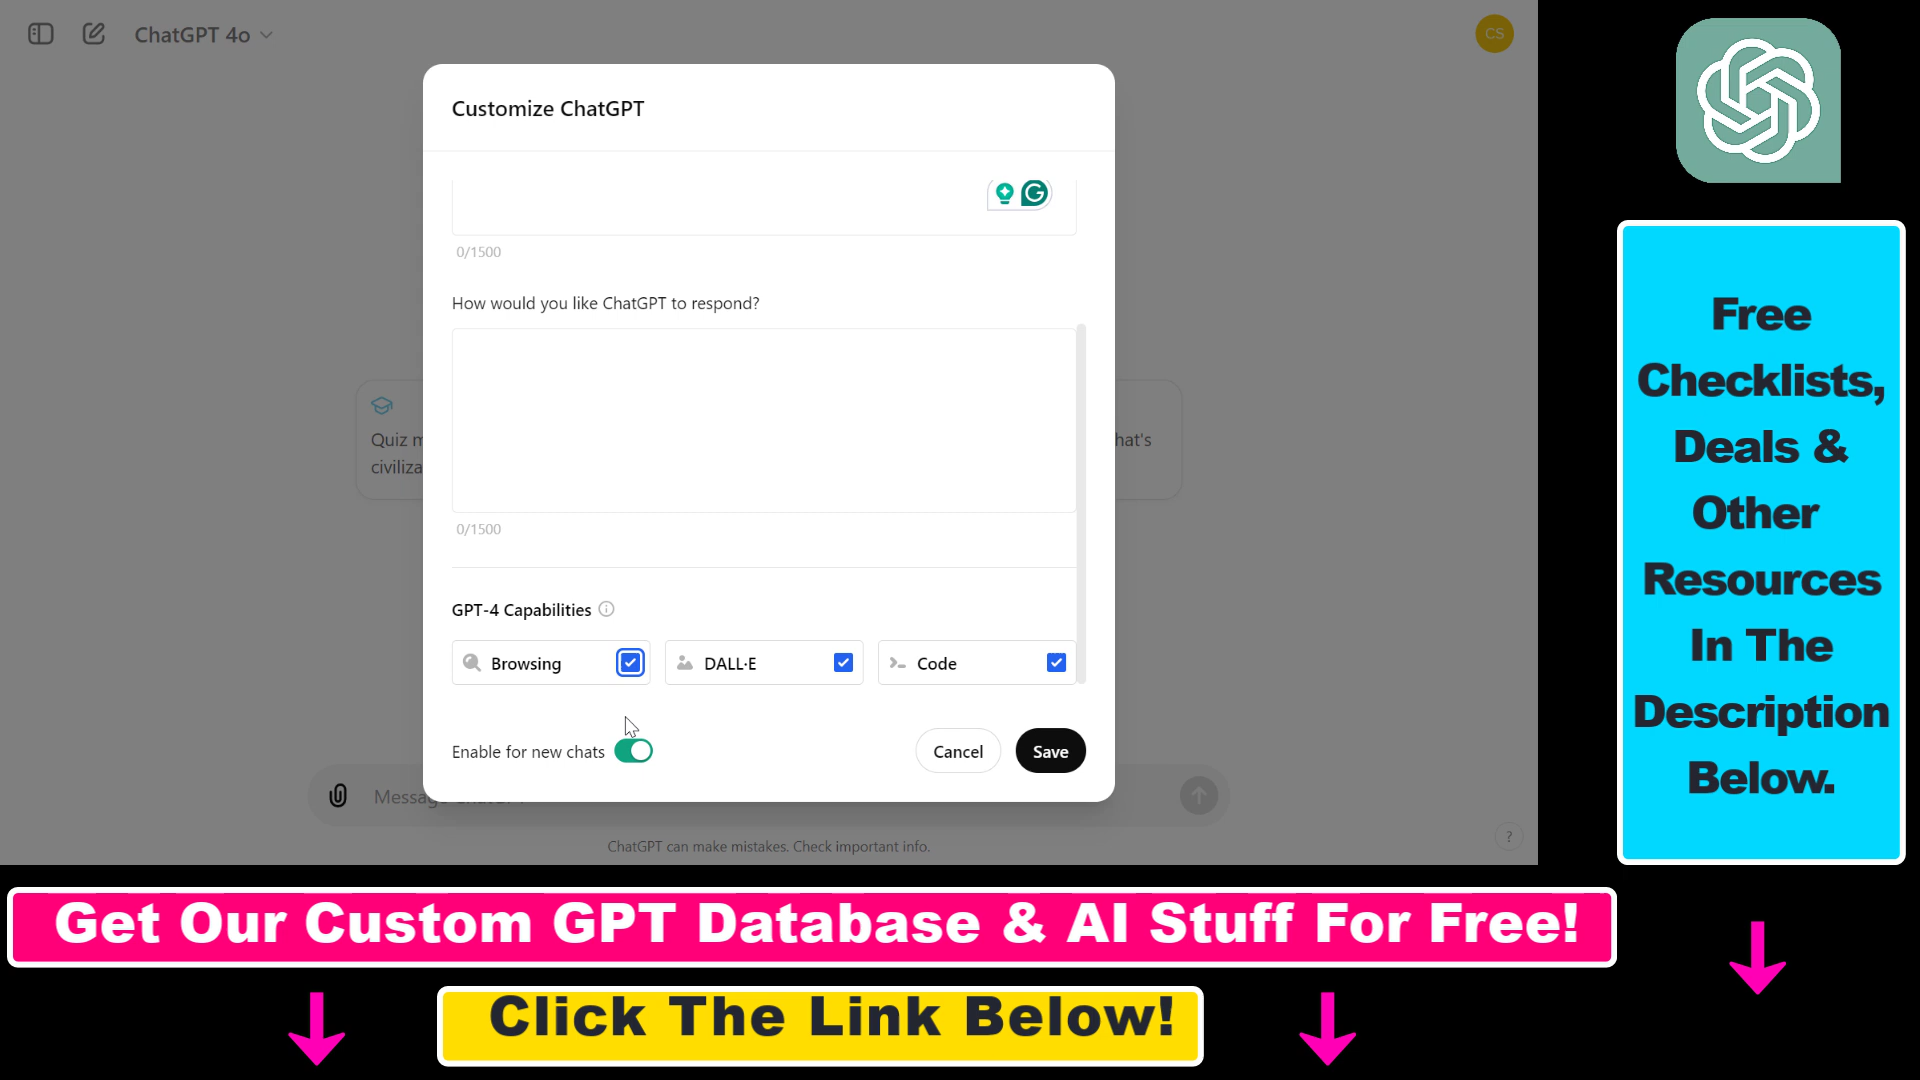 ChatGPT 4o
CS
Customize ChatGPT
0/1500
How would you like ChatGPT to respond?
0/1500
Quiz m
civiliza
hat's
GPT-4 Capabilities
Browsing
DALL·E
Code
Enable for new chats
Cancel
Save
ChatGPT can make mistakes. Check important info.
?
Free
Checklists,
Deals &
Other
Resources
In The
Description
Below.
Get Our Custom GPT Database & AI Stuff For Free!
Click The Link Below!